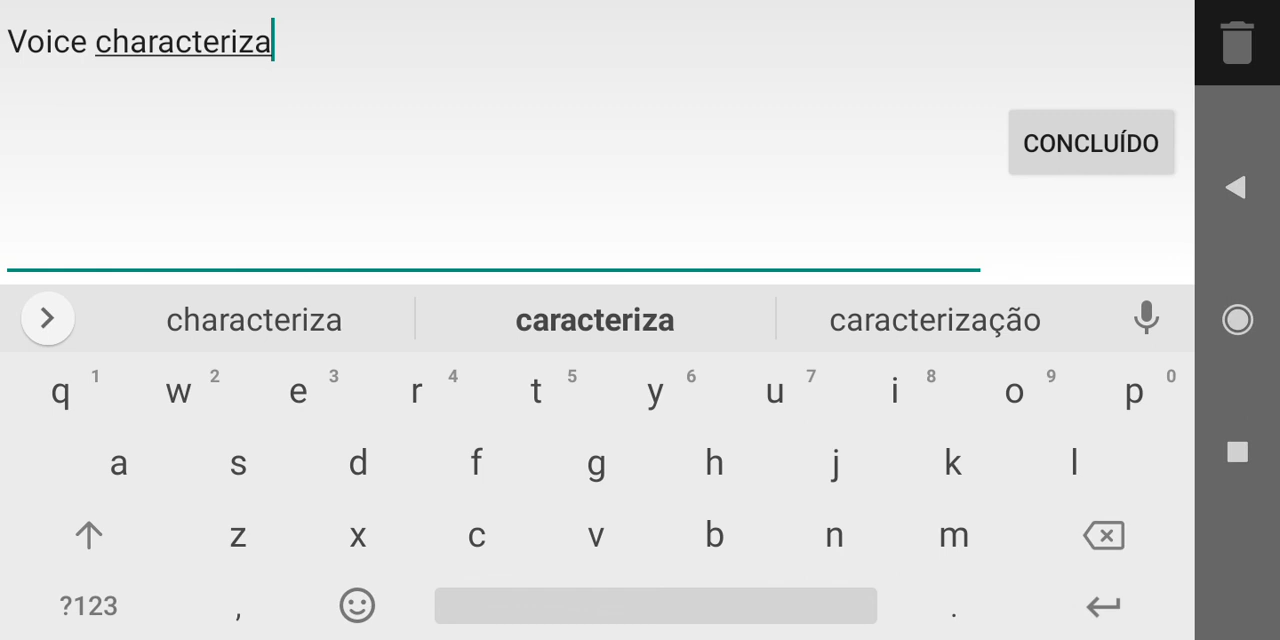 Voice characteriza
CONCLUÍDO
characteriza caracteriza caracterização
q 1 w 2 e 3 r 4 t 5 y 6 u 7 i 8 o 9 p 0
a s d f g h j k l
z x c v b n m
?123 , .